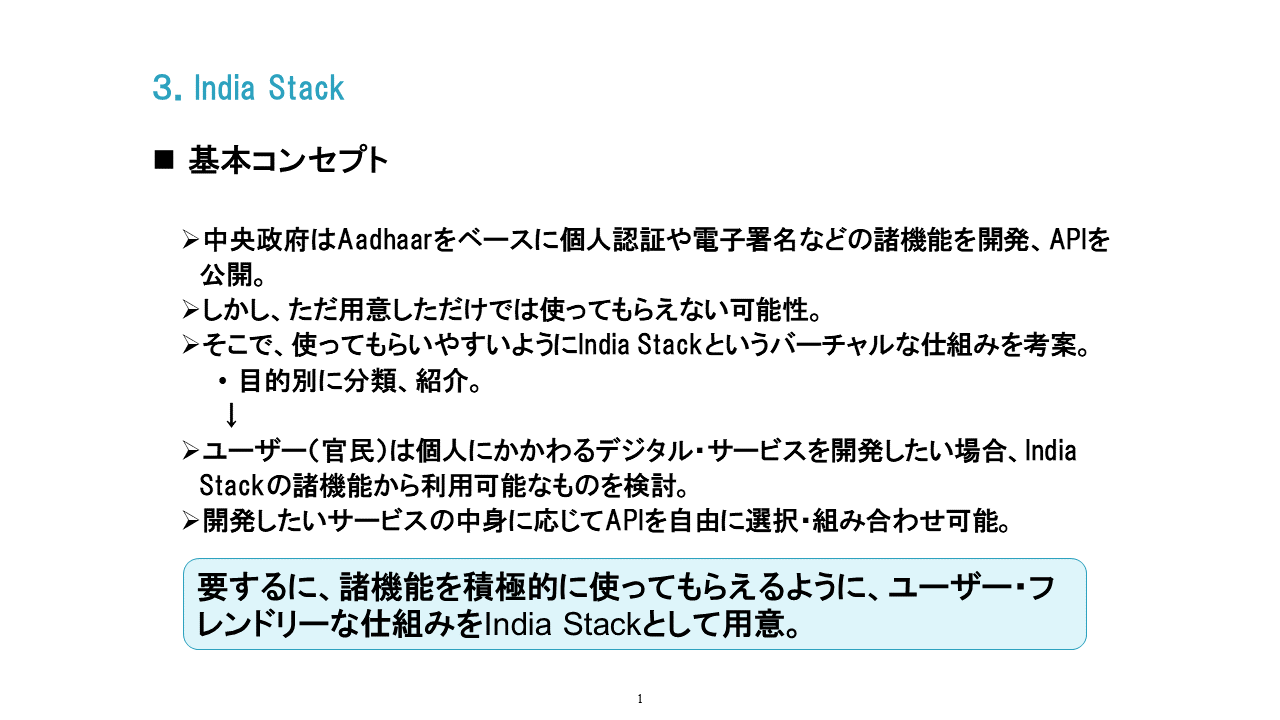 ３．India Stack
■ 基本コンセプト
➢中央政府はAadhaarをベースに個人認証や電子署名などの諸機能を開発、APIを
公開。
➢しかし、ただ用意しただけでは使ってもらえない可能性。
➢そこで、使ってもらいやすいようにIndia Stackというバーチャルな仕組みを考案。
• 目的別に分類、紹介。
↓
➢ユーザー（官民）は個人にかかわるデジタル・サービスを開発したい場合、India
Stackの諸機能から利用可能なものを検討。
➢開発したいサービスの中身に応じてAPIを自由に選択・組み合わせ可能。
要するに、諸機能を積極的に使ってもらえるように、ユーザー・フ
レンドリーな仕組みをIndia Stackとして用意。
1